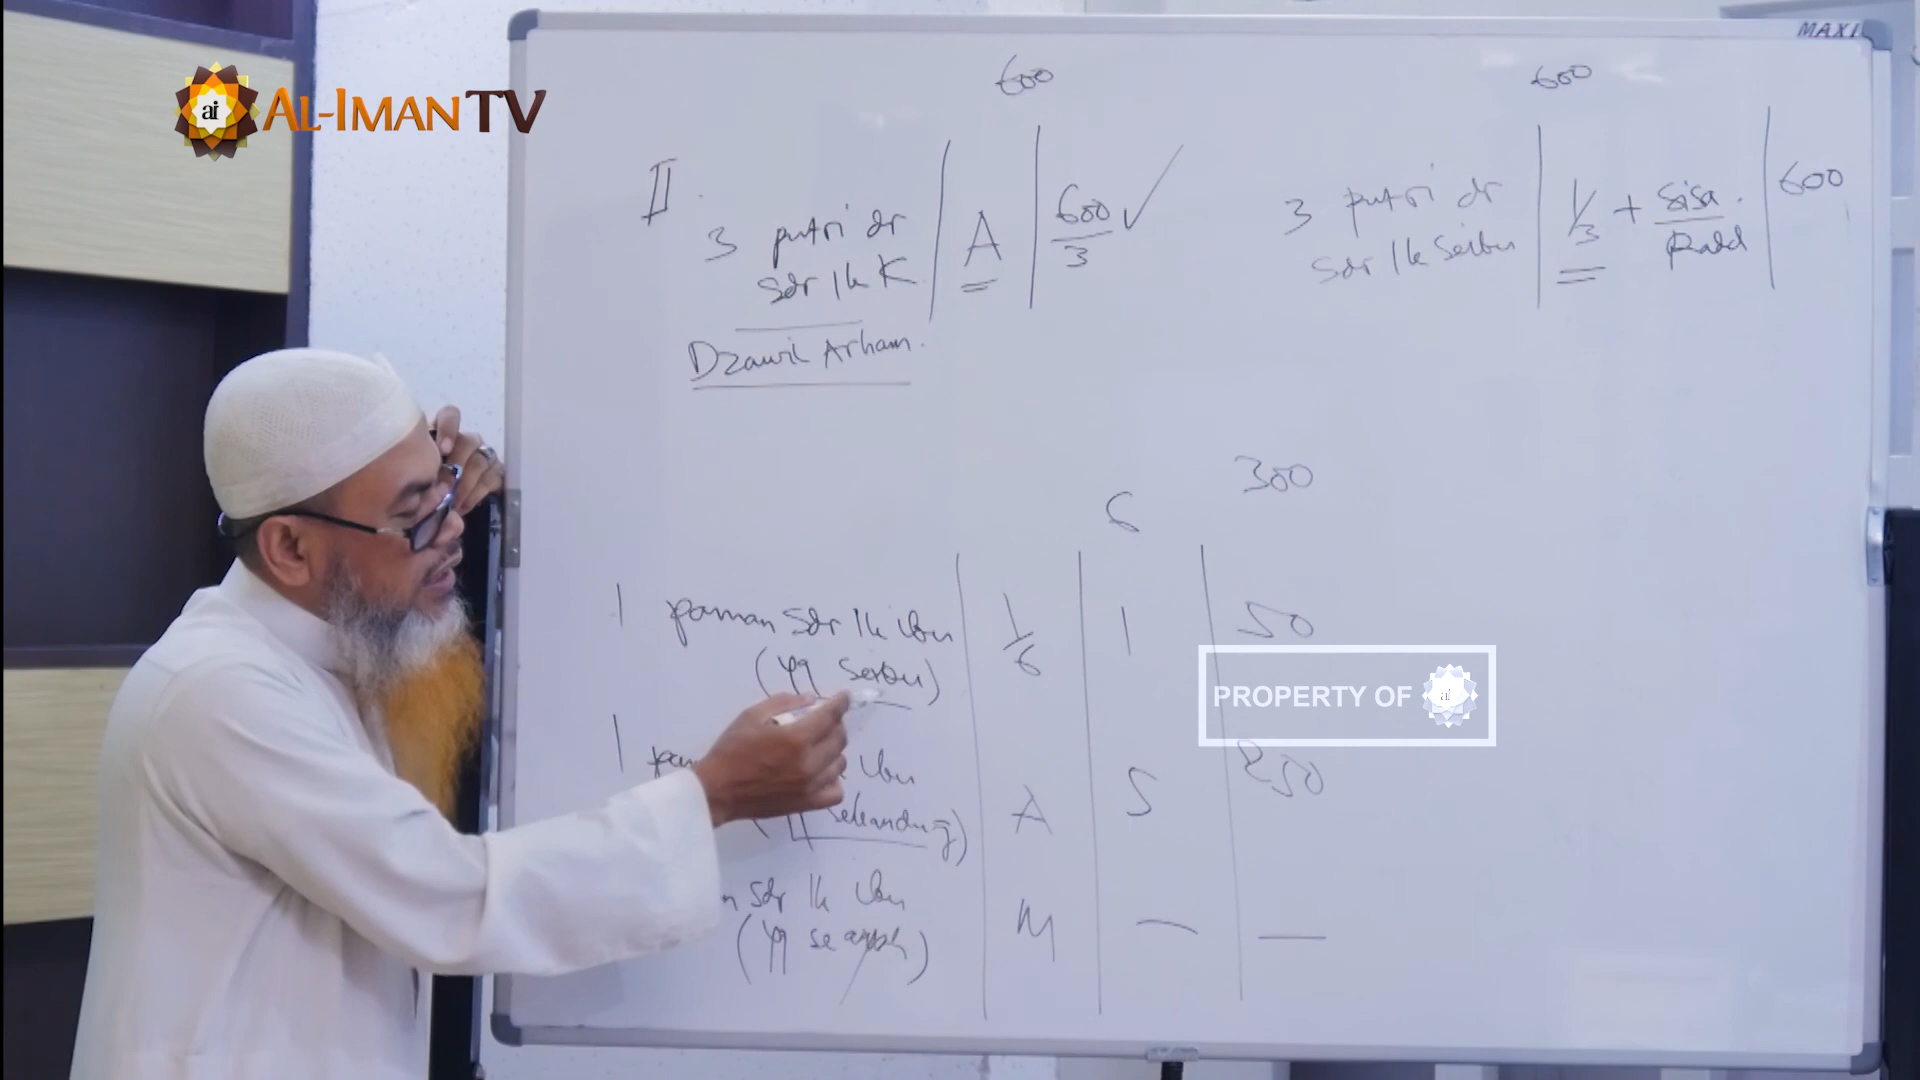 MAXI
AL-IMAN TV
ai
600
600
II.
3 putri dr
sdr lk K
A
600
3
✓
3 putri dr
sdr lk seibu
1/3 + sisa.
Radd
600
Dzawil Arham.
6
300
1 paman sdr lk ibu
(yg seibu)
1/6
1
50
PROPERTY OF ai
1
ibu
sekandung)
A
5
250
sdr lk ibu
(yg seayah)
M
—
—